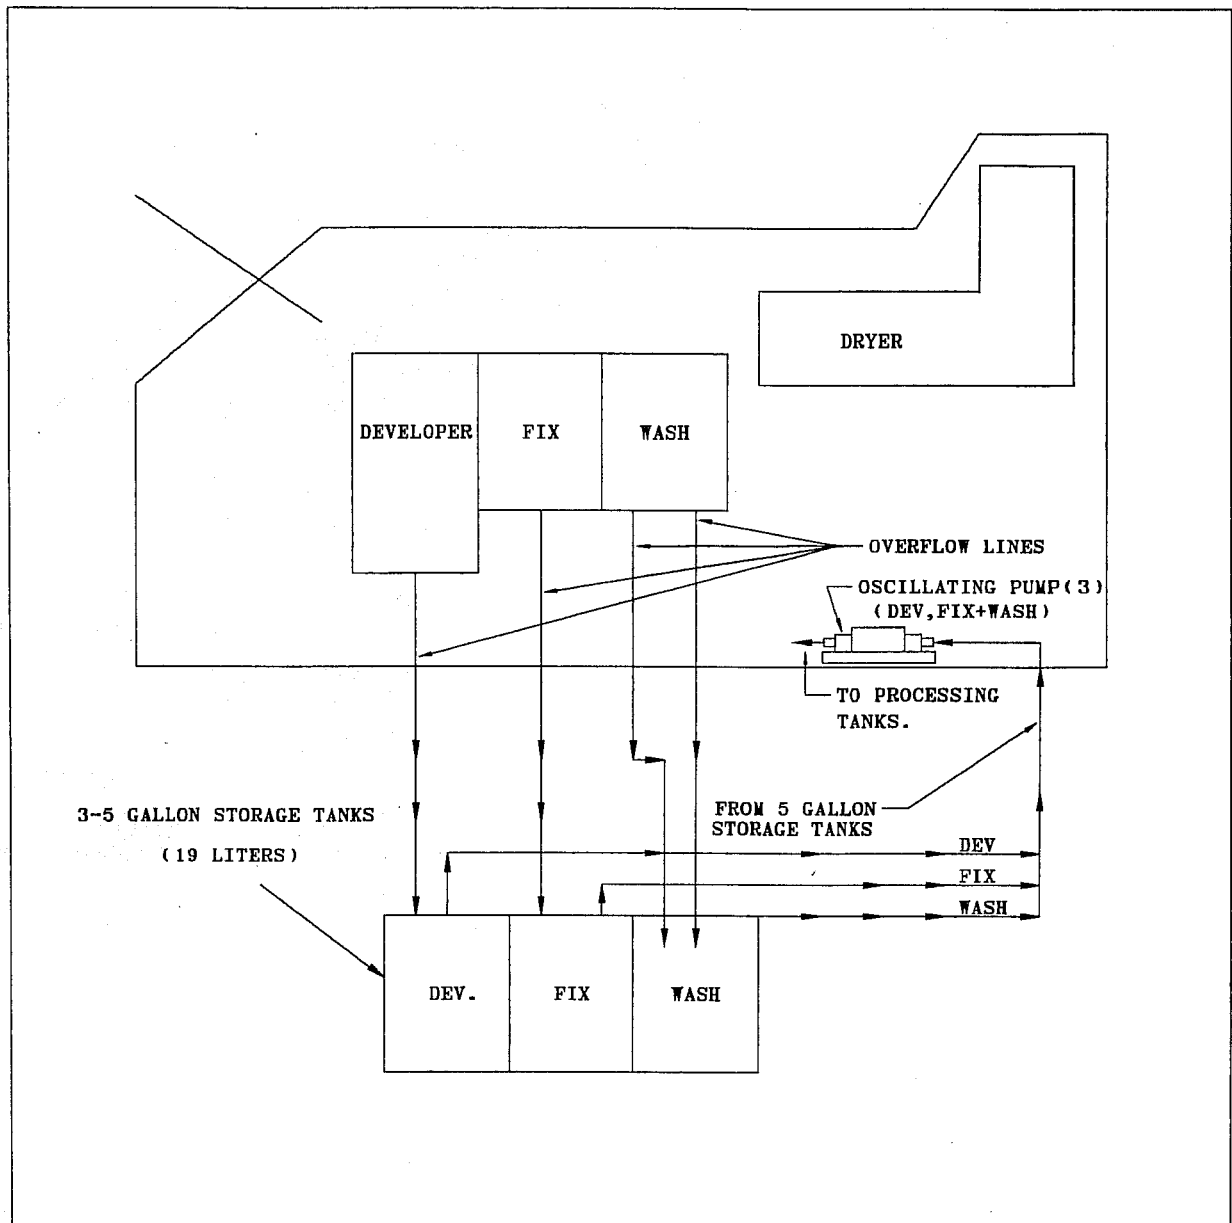 DRYER
DEVELOPER
FIX
WASH
OVERFLOW LINES
OSCILLATING PUMP(3)
(DEV,FIX+WASH)
TO PROCESSING
TANKS.
3-5 GALLON STORAGE TANKS
(19 LITERS)
FROM 5 GALLON
STORAGE TANKS
DEV
FIX
WASH
DEV.
FIX
WASH